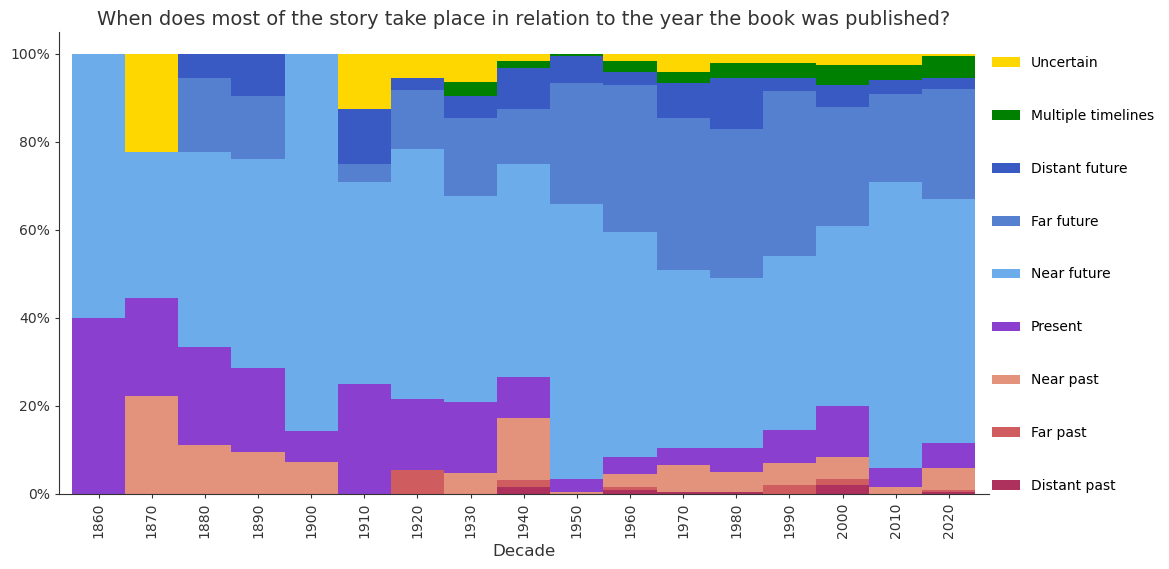 When does most of the story take place in relation to the year the book was published?
100%
80%
60%
40%
20%
0%
1860
1870
1880
1890
1900
1910
1920
1930
1940
1950
1960
1970
1980
1990
2000
2010
2020
Decade
Uncertain
Multiple timelines
Distant future
Far future
Near future
Present
Near past
Far past
Distant past